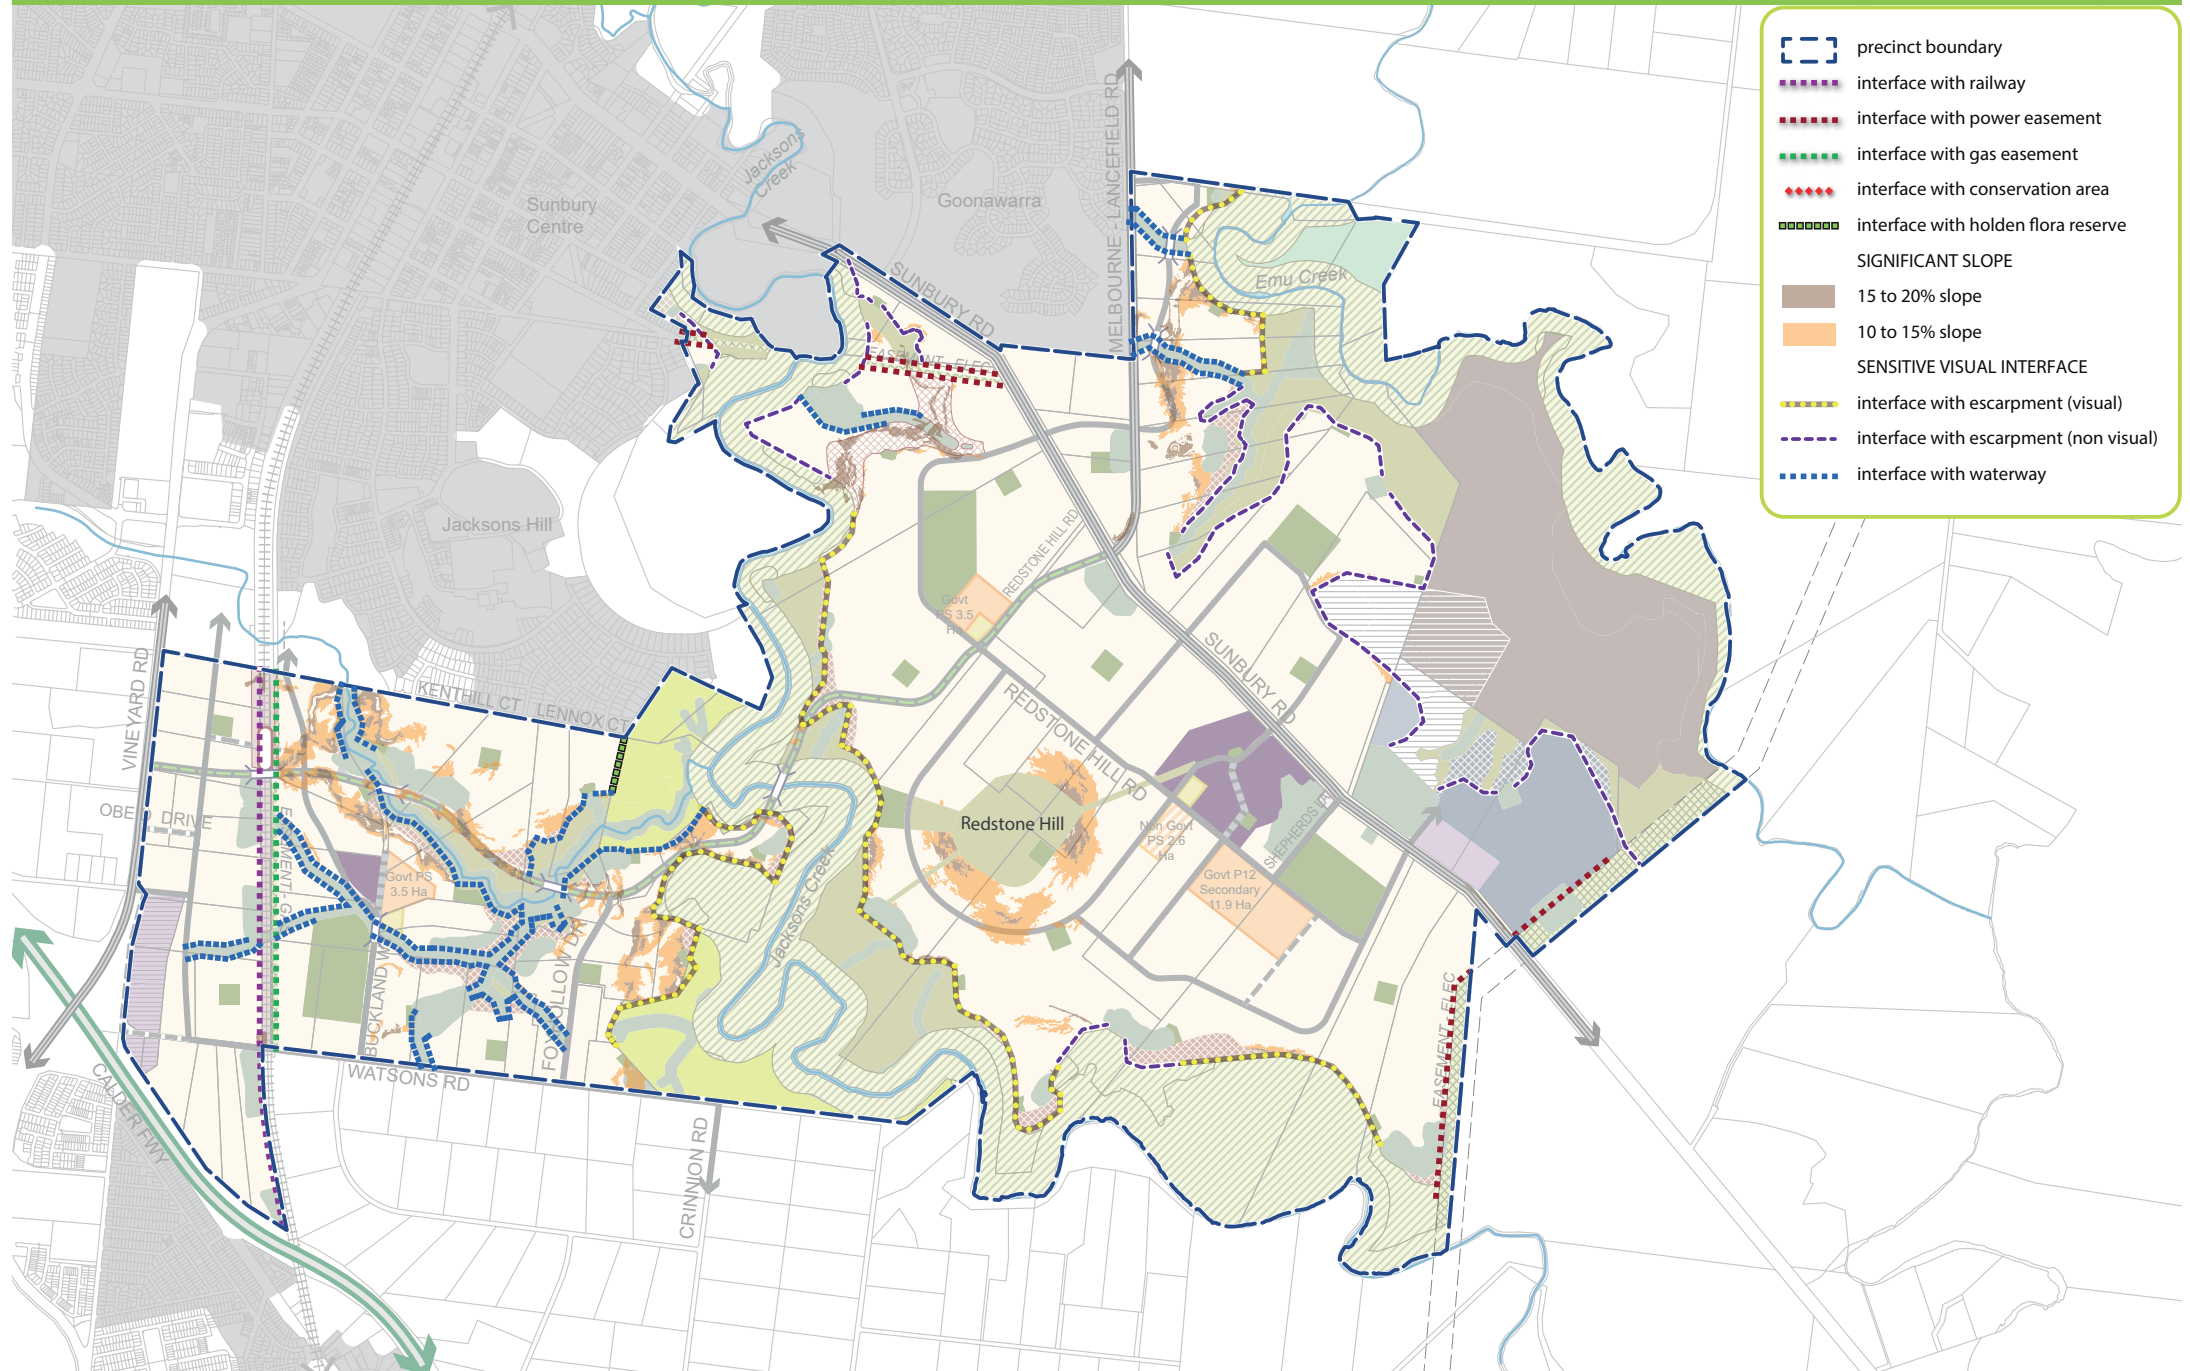 precinct boundary
interface with railway
interface with power easement
interface with gas easement
interface with conservation area
interface with holden flora reserve
SIGNIFICANT SLOPE
15 to 20% slope
10 to 15% slope
SENSITIVE VISUAL INTERFACE
interface with escarpment (visual)
interface with escarpment (non visual)
interface with waterway
Jacksons
Creek
Sunbury
Centre
Goonawarra
MELBOURNE - LANCEFIELD RD
SUNBURY RD
Emu Creek
EASEMENT - ELEC
Jacksons Hill
REDSTONE HILL RD
Govt
PS 3.5
Ha
SUNBURY RD
VINEYARD RD
KENTHILL CT
LENNOX CT
REDSTONE HILL RD
OBEID DRIVE
Redstone Hill
Non Govt
PS 2.6
Ha
SHEPHERDS
Govt PS
3.5 Ha
Govt P12
Secondary
11.9 Ha
Jacksons Creek
BUCKLAND W
EASEMENT - ELEC
WATSONS RD
CALDER FWY
CRINNION RD